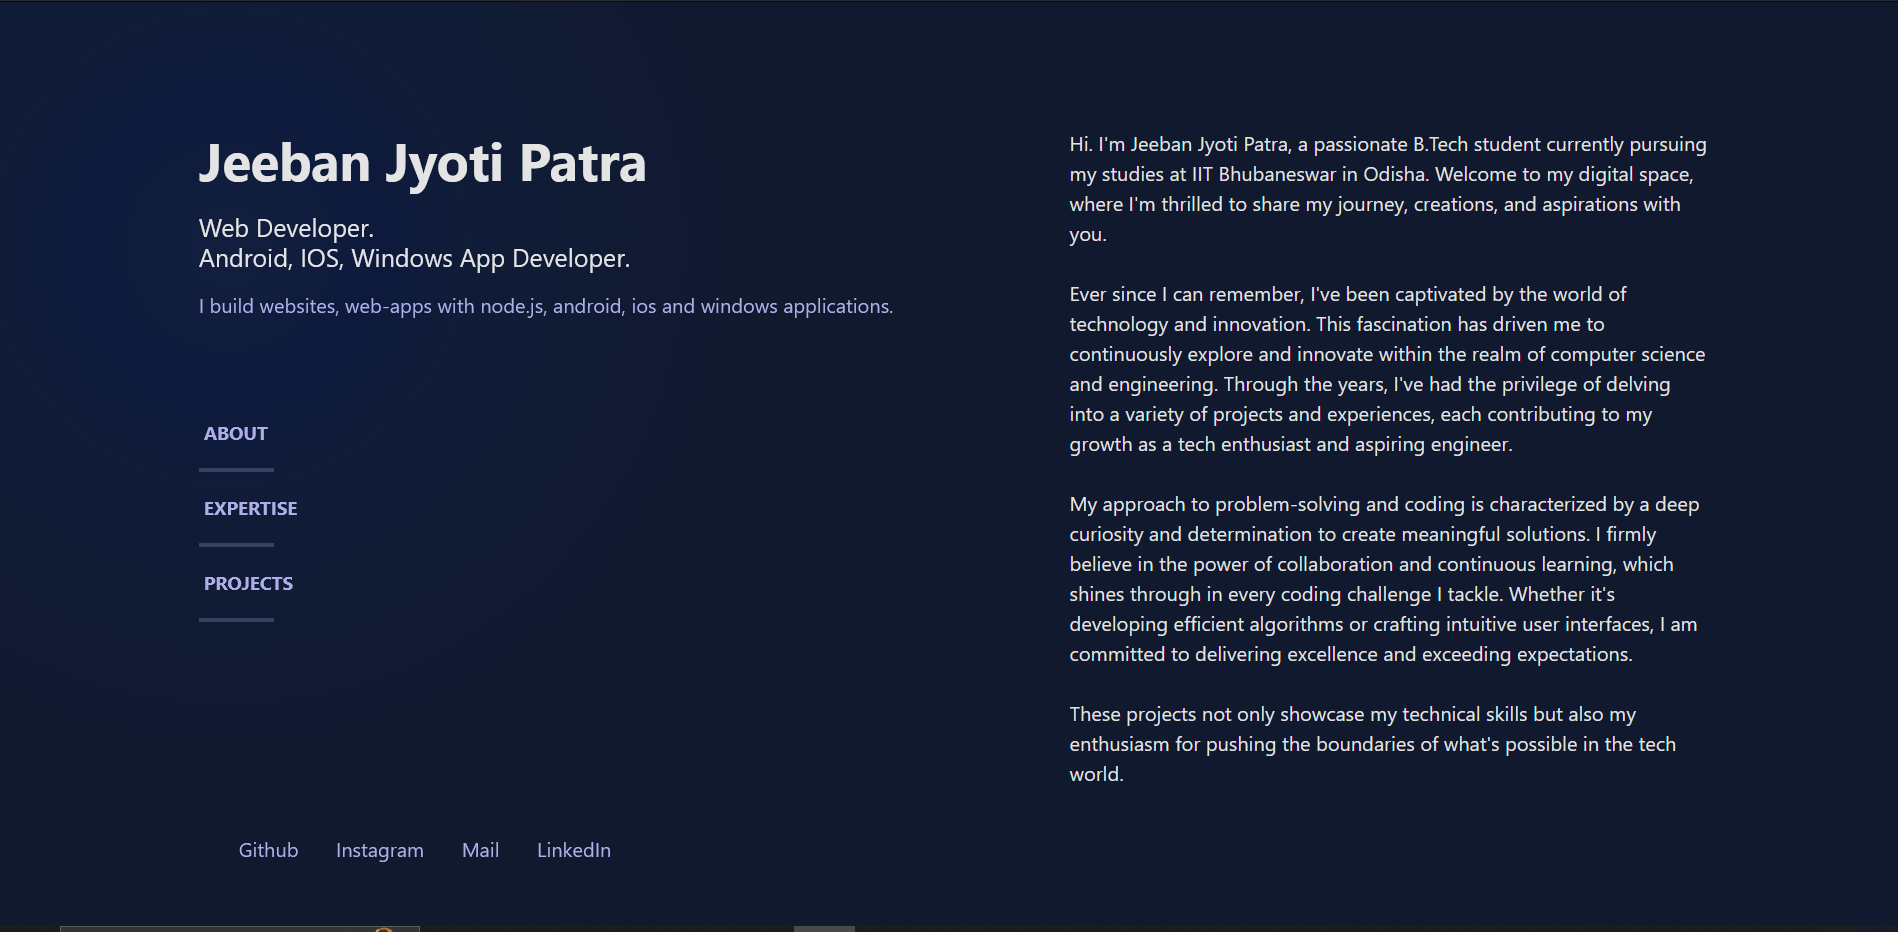 Jeeban Jyoti Patra
Web Developer.
Android, IOS, Windows App Developer.
I build websites, web-apps with node.js, android, ios and windows applications.
ABOUT
EXPERTISE
PROJECTS
Github Instagram Mail LinkedIn
Hi. I'm Jeeban Jyoti Patra, a passionate B.Tech student currently pursuing
my studies at IIT Bhubaneswar in Odisha. Welcome to my digital space,
where I'm thrilled to share my journey, creations, and aspirations with
you.
Ever since I can remember, I've been captivated by the world of
technology and innovation. This fascination has driven me to
continuously explore and innovate within the realm of computer science
and engineering. Through the years, I've had the privilege of delving
into a variety of projects and experiences, each contributing to my
growth as a tech enthusiast and aspiring engineer.
My approach to problem-solving and coding is characterized by a deep
curiosity and determination to create meaningful solutions. I firmly
believe in the power of collaboration and continuous learning, which
shines through in every coding challenge I tackle. Whether it's
developing efficient algorithms or crafting intuitive user interfaces, I am
committed to delivering excellence and exceeding expectations.
These projects not only showcase my technical skills but also my
enthusiasm for pushing the boundaries of what's possible in the tech
world.